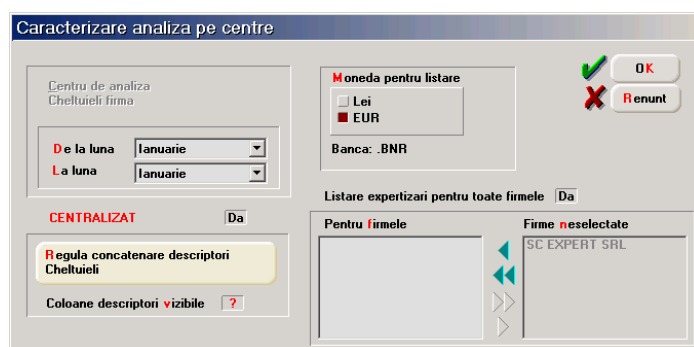 Caracterizare analiza pe centre
Centru de analiza
Cheltuieli firma
De la luna Ianuarie
La luna Ianuarie
CENTRALIZAT Da
Regula concatenare descriptori
Cheltuieli
Coloane descriptori vizibile ?
Moneda pentru listare
Lei
EUR
Banca: .BNR
OK
Renunt
Listare expertizari pentru toate firmele Da
Pentru firmele
Firme neselectate
SC EXPERT SRL